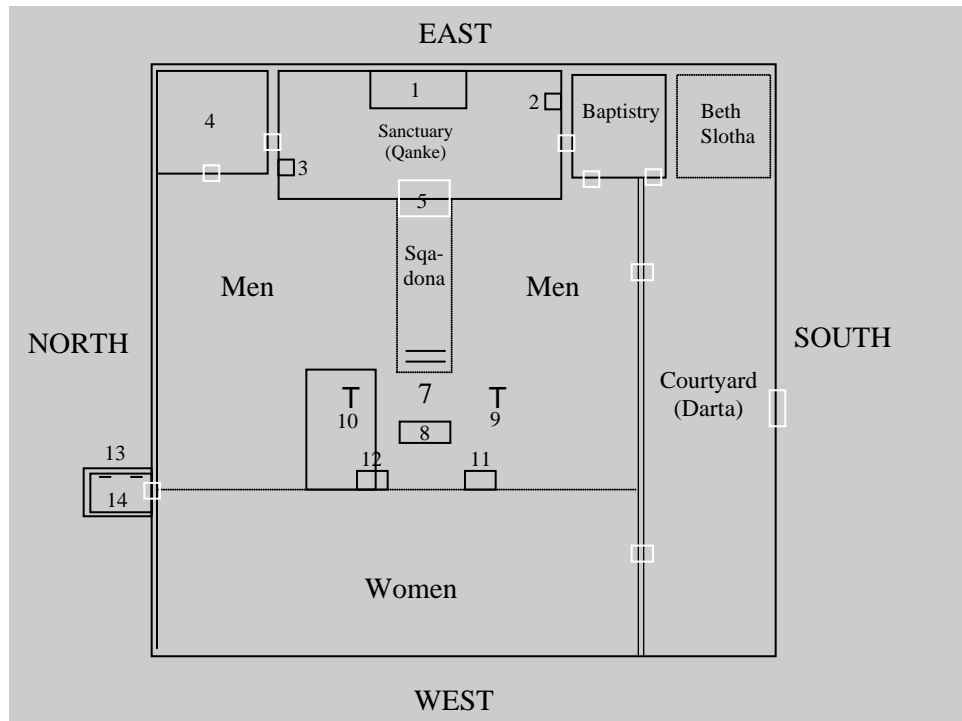 EAST
1
2
Baptistry
Beth
Slotha
4
Sanctuary
(Qanke)
3
5
Sqa-
dona
Men
Men
NORTH
SOUTH
Courtyard
(Darta)
T
10
7
T
9
8
13
12
11
14
Women
WEST